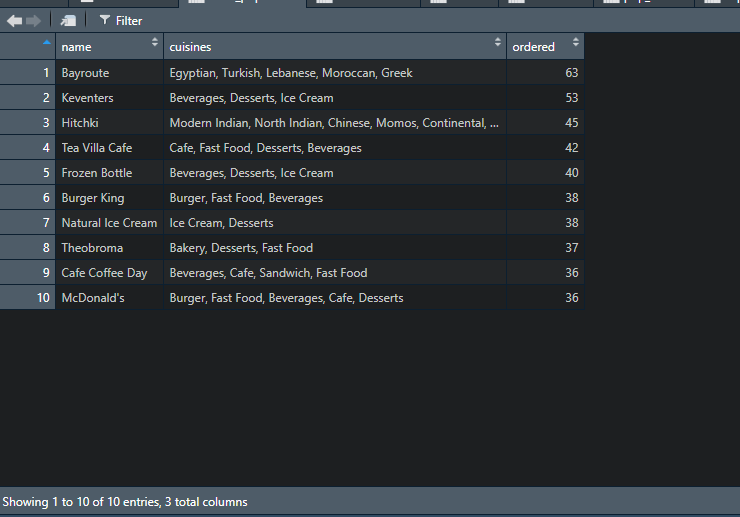 Filter
name cuisines ordered
1 Bayroute Egyptian, Turkish, Lebanese, Moroccan, Greek 63
2 Keventers Beverages, Desserts, Ice Cream 53
3 Hitchki Modern Indian, North Indian, Chinese, Momos, Continental, ... 45
4 Tea Villa Cafe Cafe, Fast Food, Desserts, Beverages 42
5 Frozen Bottle Beverages, Desserts, Ice Cream 40
6 Burger King Burger, Fast Food, Beverages 38
7 Natural Ice Cream Ice Cream, Desserts 38
8 Theobroma Bakery, Desserts, Fast Food 37
9 Cafe Coffee Day Beverages, Cafe, Sandwich, Fast Food 36
10 McDonald's Burger, Fast Food, Beverages, Cafe, Desserts 36
Showing 1 to 10 of 10 entries, 3 total columns